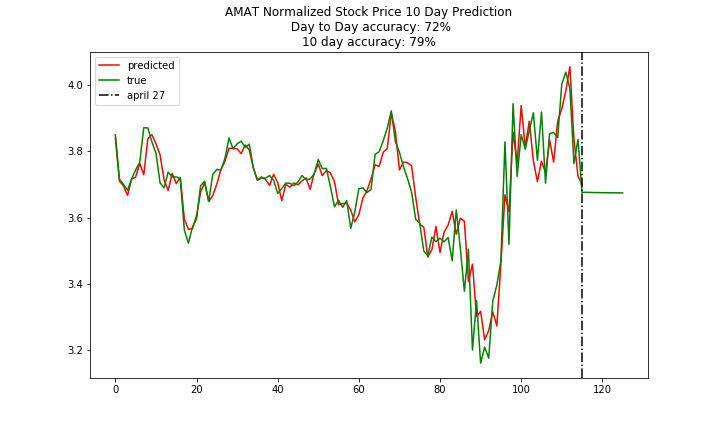 AMAT Normalized Stock Price 10 Day Prediction
Day to Day accuracy: 72%
10 day accuracy: 79%
predicted
true
april 27
4.0
3.8
3.6
3.4
3.2
0 20 40 60 80 100 120